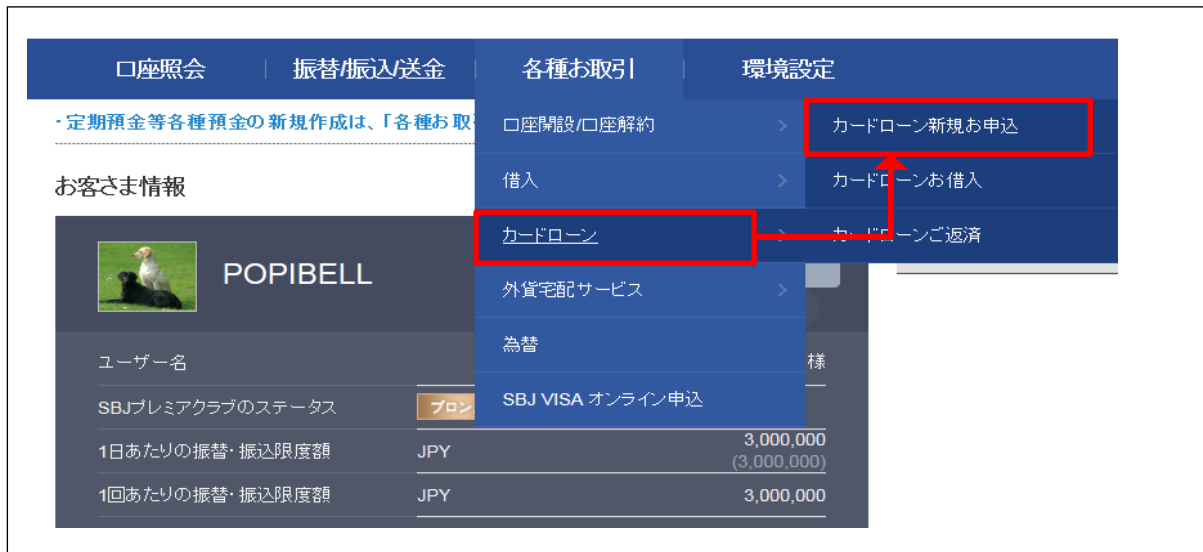 口座照会
振替/振込/送金
各種お取引
環境設定
・定期預金等各種預金の新規作成は、「各種お取
口座開設/口座解約
カードローン新規お申込
お客さま情報
借入
カードローンお借入
カードローン
カードローンご返済
POPIBELL
外貨宅配サービス
為替
ユーザー名
様
SBJプレミアクラブのステータス
ブロン
SBJ VISA オンライン申込
1日あたりの振替・振込限度額 JPY 3,000,000
(3,000,000)
1回あたりの振替・振込限度額 JPY 3,000,000